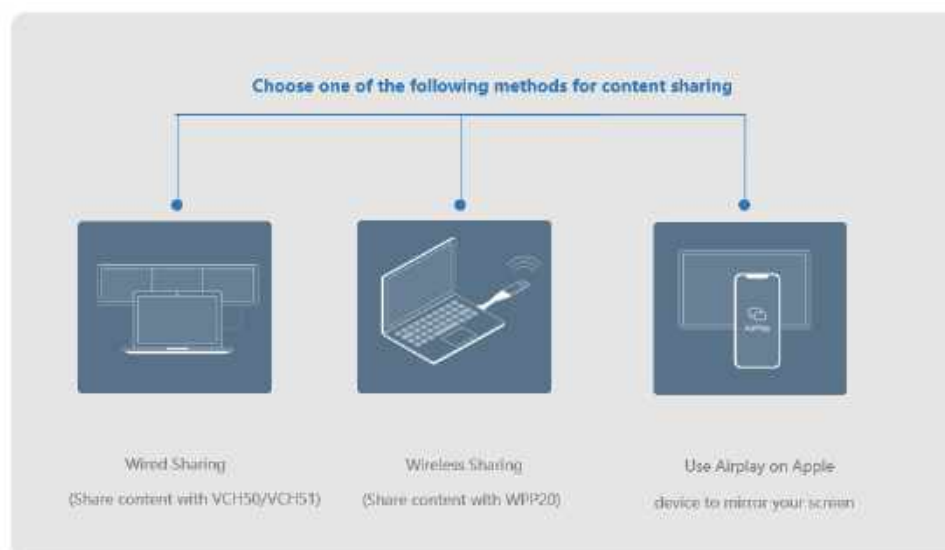 Choose one of the following methods for content sharing
AirPlay
Wired Sharing
(Share content with VCH50/VCH51)
Wireless Sharing
(Share content with WPP20)
Use Airplay on Apple
device to mirror your screen